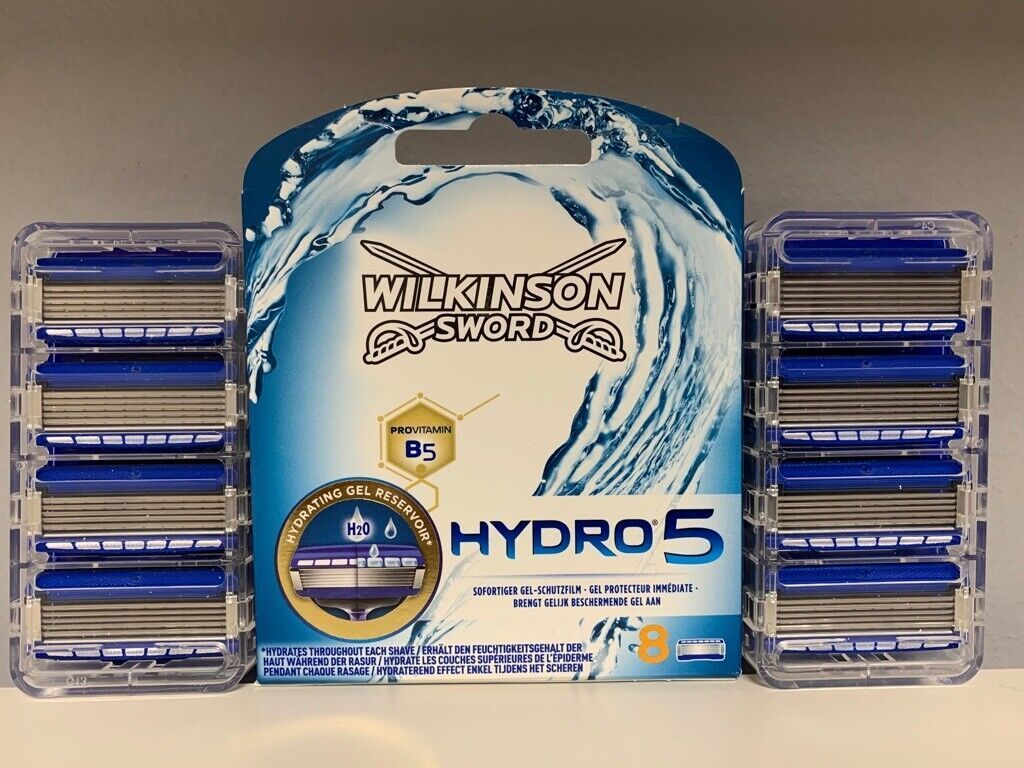 WILKINSON
SWORD
PROVITAMIN
B5
HYDRATING GEL RESERVOIR*
H2O
HYDRO® 5
SOFORTIGER GEL-SCHUTZFILM · GEL PROTECTEUR IMMÉDIATE ·
BRENGT GELIJK BESCHERMENDE GEL AAN
8
*HYDRATES THROUGHOUT EACH SHAVE / ERHÄLT DEN FEUCHTIGKEITSGEHALT DER
HAUT WÄHREND DER RASUR / HYDRATE LES COUCHES SUPÉRIEURES DE L'ÉPIDERME
PENDANT CHAQUE RASAGE / HYDRATEREND EFFECT ENKEL TIJDENS HET SCHEREN